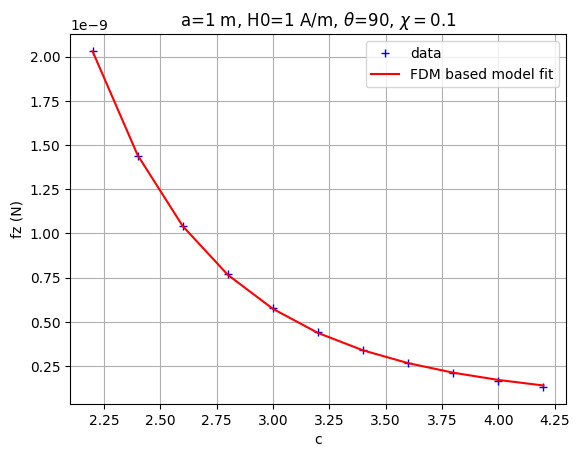 a=1 m, H0=1 A/m, θ=90, χ = 0.1
1e−9
data
FDM based model fit
2.00
1.75
1.50
1.25
1.00
0.75
0.50
0.25
fz (N)
2.25 2.50 2.75 3.00 3.25 3.50 3.75 4.00 4.25
c